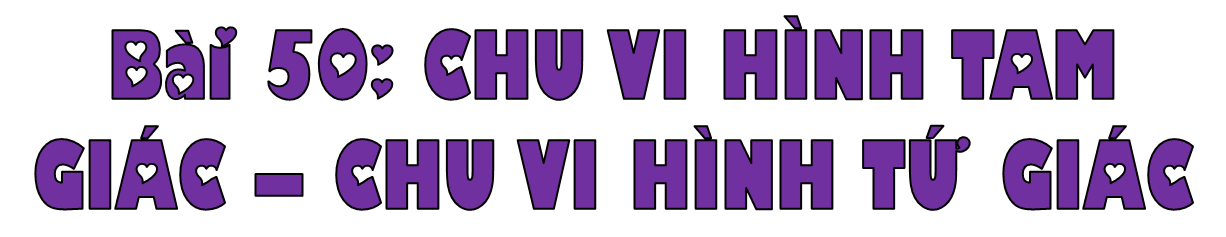 Bài 50: CHU VI HÌNH TAM
GIÁC – CHU VI HÌNH TỨ GIÁC